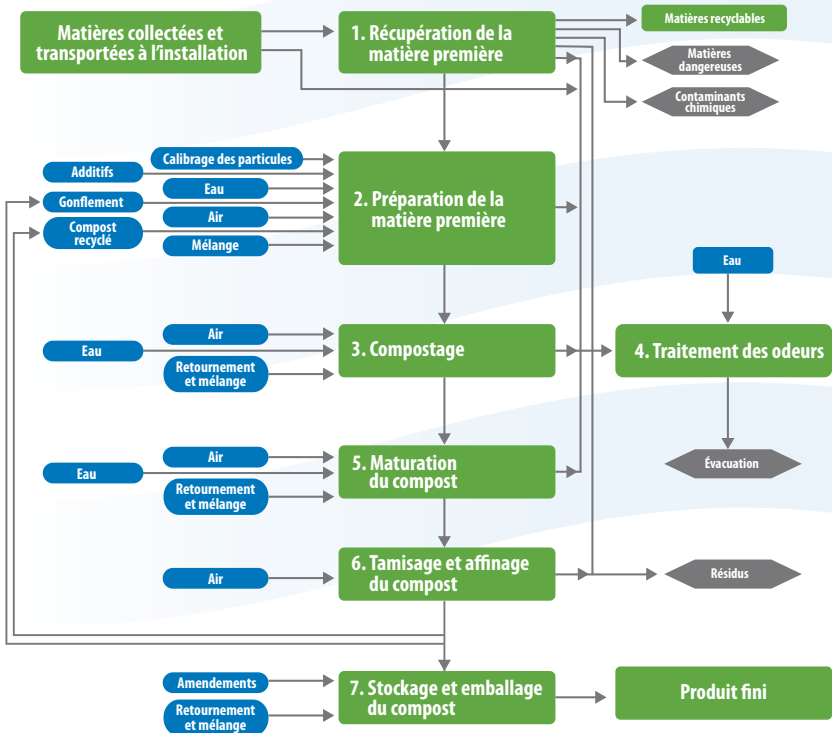 Matières collectées et
transportées à l'installation
1. Récupération de la
matière première
Matières recyclables
Matières
dangereuses
Contaminants
chimiques
Calibrage des particules
Additifs
Eau
Gonflement
Air
Compost
recyclé
Mélange
2. Préparation de la
matière première
Eau
Air
Eau
Retournement
et mélange
3. Compostage
4. Traitement des odeurs
Air
Eau
Retournement
et mélange
5. Maturation
du compost
Évacuation
Air
6. Tamisage et affinage
du compost
Résidus
Amendements
Retournement
et mélange
7. Stockage et emballage
du compost
Produit fini